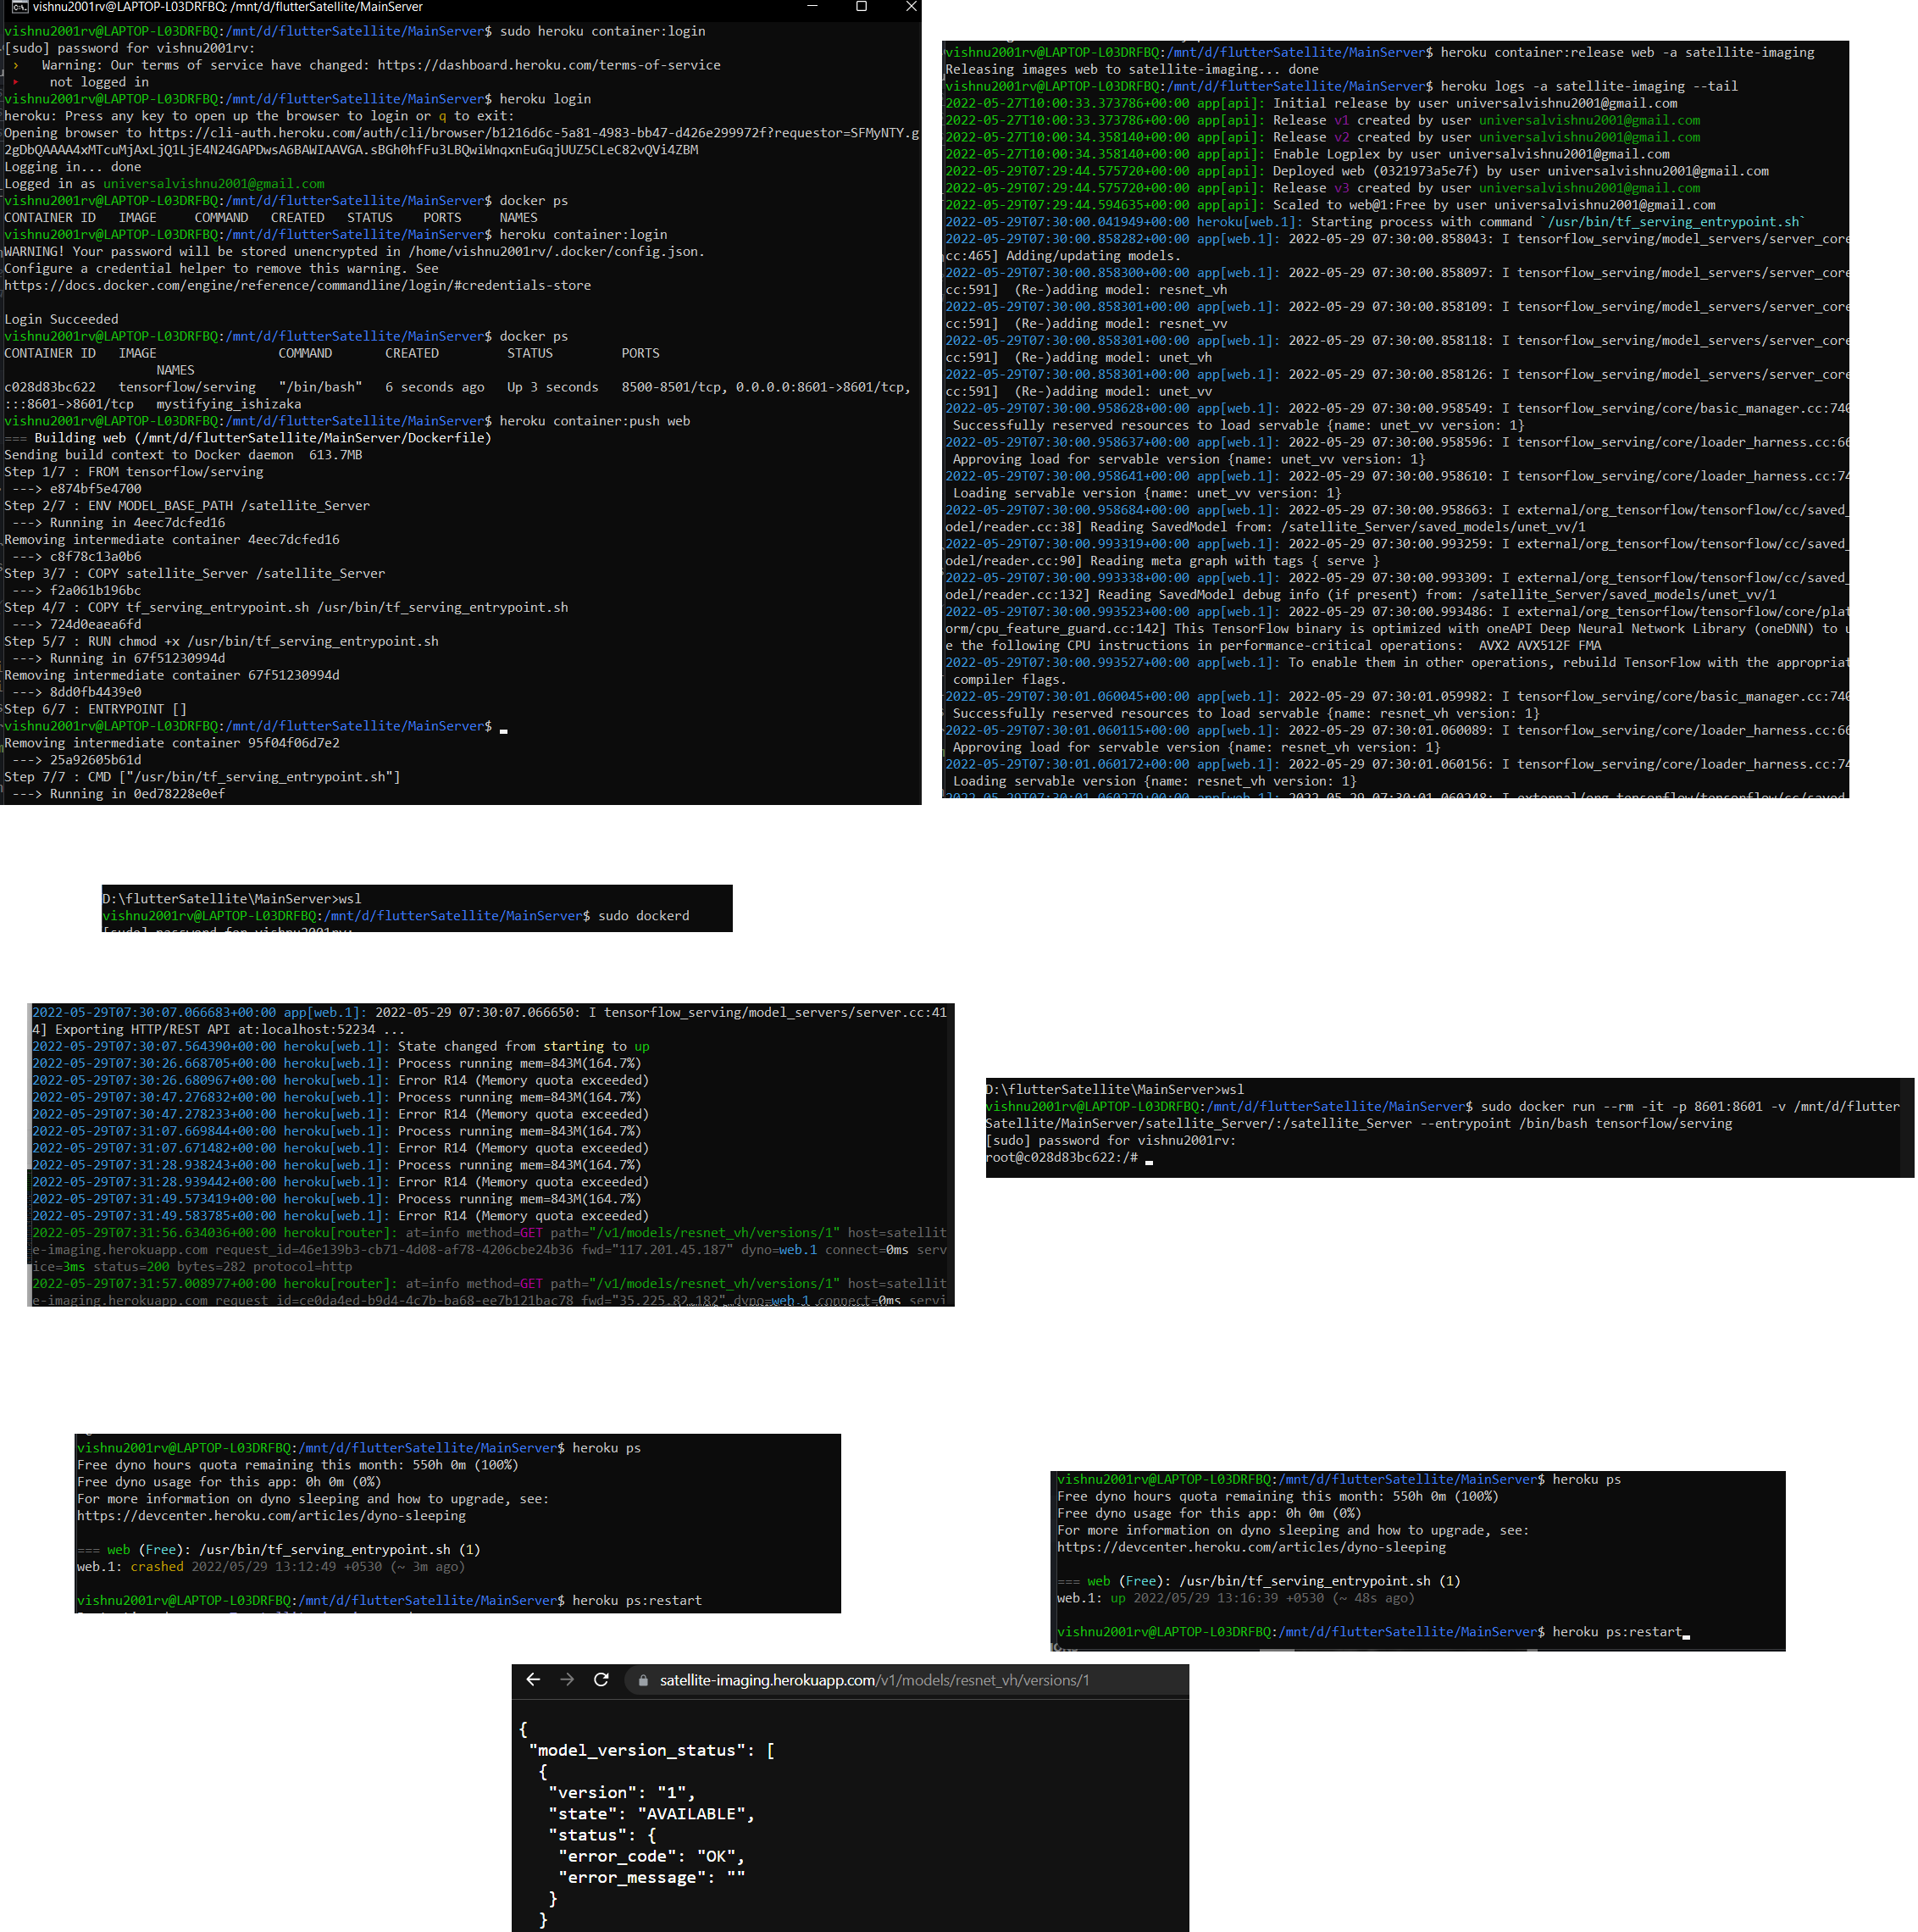 vishnu2001rv@LAPTOP-L03DRFBQ: /mnt/d/flutterSatellite/MainServer
vishnu2001rv@LAPTOP-L03DRFBQ:/mnt/d/flutterSatellite/MainServer$ sudo heroku container:login
[sudo] password for vishnu2001rv:
› Warning: Our terms of service have changed: https://dashboard.heroku.com/terms-of-service
▸ not logged in
vishnu2001rv@LAPTOP-L03DRFBQ:/mnt/d/flutterSatellite/MainServer$ heroku login
heroku: Press any key to open up the browser to login or q to exit:
Opening browser to https://cli-auth.heroku.com/auth/cli/browser/b1216d6c-5a81-4983-bb47-d426e299972f?requestor=SFMyNTY.g
2gDbQAAAA4xMTcuMjAxLjQ1LjE4N24GAPDwsA6BAWIAAVGA.sBGh0hfFu3LBQwiWnqxnEuGqjUUZ5CLeC82vQVi4ZBM
Logging in... done
Logged in as universalvishnu2001@gmail.com
vishnu2001rv@LAPTOP-L03DRFBQ:/mnt/d/flutterSatellite/MainServer$ docker ps
CONTAINER ID   IMAGE     COMMAND   CREATED   STATUS    PORTS     NAMES
vishnu2001rv@LAPTOP-L03DRFBQ:/mnt/d/flutterSatellite/MainServer$ heroku container:login
WARNING! Your password will be stored unencrypted in /home/vishnu2001rv/.docker/config.json.
Configure a credential helper to remove this warning. See
https://docs.docker.com/engine/reference/commandline/login/#credentials-store
Login Succeeded
vishnu2001rv@LAPTOP-L03DRFBQ:/mnt/d/flutterSatellite/MainServer$ docker ps
CONTAINER ID   IMAGE                COMMAND       CREATED         STATUS         PORTS
NAMES
c028d83bc622   tensorflow/serving   "/bin/bash"   6 seconds ago   Up 3 seconds   8500-8501/tcp, 0.0.0.0:8601->8601/tcp,
:::8601->8601/tcp   mystifying_ishizaka
vishnu2001rv@LAPTOP-L03DRFBQ:/mnt/d/flutterSatellite/MainServer$ heroku container:push web
=== Building web (/mnt/d/flutterSatellite/MainServer/Dockerfile)
Sending build context to Docker daemon  613.7MB
Step 1/7 : FROM tensorflow/serving
---> e874bf5e4700
Step 2/7 : ENV MODEL_BASE_PATH /satellite_Server
---> Running in 4eec7dcfed16
Removing intermediate container 4eec7dcfed16
---> c8f78c13a0b6
Step 3/7 : COPY satellite_Server /satellite_Server
---> f2a061b196bc
Step 4/7 : COPY tf_serving_entrypoint.sh /usr/bin/tf_serving_entrypoint.sh
---> 724d0eaea6fd
Step 5/7 : RUN chmod +x /usr/bin/tf_serving_entrypoint.sh
---> Running in 67f51230994d
Removing intermediate container 67f51230994d
---> 8dd0fb4439e0
Step 6/7 : ENTRYPOINT []
vishnu2001rv@LAPTOP-L03DRFBQ:/mnt/d/flutterSatellite/MainServer$
Removing intermediate container 95f04f06d7e2
---> 25a92605b61d
Step 7/7 : CMD ["/usr/bin/tf_serving_entrypoint.sh"]
---> Running in 0ed78228e0ef
vishnu2001rv@LAPTOP-L03DRFBQ:/mnt/d/flutterSatellite/MainServer$ heroku container:release web -a satellite-imaging
Releasing images web to satellite-imaging... done
vishnu2001rv@LAPTOP-L03DRFBQ:/mnt/d/flutterSatellite/MainServer$ heroku logs -a satellite-imaging --tail
2022-05-27T10:00:33.373786+00:00 app[api]: Initial release by user universalvishnu2001@gmail.com
2022-05-27T10:00:33.373786+00:00 app[api]: Release v1 created by user universalvishnu2001@gmail.com
2022-05-27T10:00:34.358140+00:00 app[api]: Release v2 created by user universalvishnu2001@gmail.com
2022-05-27T10:00:34.358140+00:00 app[api]: Enable Logplex by user universalvishnu2001@gmail.com
2022-05-29T07:29:44.575720+00:00 app[api]: Deployed web (0321973a5e7f) by user universalvishnu2001@gmail.com
2022-05-29T07:29:44.575720+00:00 app[api]: Release v3 created by user universalvishnu2001@gmail.com
2022-05-29T07:29:44.594635+00:00 app[api]: Scaled to web@1:Free by user universalvishnu2001@gmail.com
2022-05-29T07:30:00.041949+00:00 heroku[web.1]: Starting process with command `/usr/bin/tf_serving_entrypoint.sh`
2022-05-29T07:30:00.858282+00:00 app[web.1]: 2022-05-29 07:30:00.858043: I tensorflow_serving/model_servers/server_core
cc:465] Adding/updating models.
2022-05-29T07:30:00.858300+00:00 app[web.1]: 2022-05-29 07:30:00.858097: I tensorflow_serving/model_servers/server_core
cc:591]  (Re-)adding model: resnet_vh
2022-05-29T07:30:00.858301+00:00 app[web.1]: 2022-05-29 07:30:00.858109: I tensorflow_serving/model_servers/server_core
cc:591]  (Re-)adding model: resnet_vv
2022-05-29T07:30:00.858301+00:00 app[web.1]: 2022-05-29 07:30:00.858118: I tensorflow_serving/model_servers/server_core
cc:591]  (Re-)adding model: unet_vh
2022-05-29T07:30:00.858301+00:00 app[web.1]: 2022-05-29 07:30:00.858126: I tensorflow_serving/model_servers/server_core
cc:591]  (Re-)adding model: unet_vv
2022-05-29T07:30:00.958628+00:00 app[web.1]: 2022-05-29 07:30:00.958549: I tensorflow_serving/core/basic_manager.cc:740
Successfully reserved resources to load servable {name: unet_vv version: 1}
2022-05-29T07:30:00.958637+00:00 app[web.1]: 2022-05-29 07:30:00.958596: I tensorflow_serving/core/loader_harness.cc:66
Approving load for servable version {name: unet_vv version: 1}
2022-05-29T07:30:00.958641+00:00 app[web.1]: 2022-05-29 07:30:00.958610: I tensorflow_serving/core/loader_harness.cc:74
Loading servable version {name: unet_vv version: 1}
2022-05-29T07:30:00.958684+00:00 app[web.1]: 2022-05-29 07:30:00.958663: I external/org_tensorflow/tensorflow/cc/saved_
odel/reader.cc:38] Reading SavedModel from: /satellite_Server/saved_models/unet_vv/1
2022-05-29T07:30:00.993319+00:00 app[web.1]: 2022-05-29 07:30:00.993259: I external/org_tensorflow/tensorflow/cc/saved_
odel/reader.cc:90] Reading meta graph with tags { serve }
2022-05-29T07:30:00.993338+00:00 app[web.1]: 2022-05-29 07:30:00.993309: I external/org_tensorflow/tensorflow/cc/saved_
odel/reader.cc:132] Reading SavedModel debug info (if present) from: /satellite_Server/saved_models/unet_vv/1
2022-05-29T07:30:00.993523+00:00 app[web.1]: 2022-05-29 07:30:00.993486: I external/org_tensorflow/tensorflow/core/plat
orm/cpu_feature_guard.cc:142] This TensorFlow binary is optimized with oneAPI Deep Neural Network Library (oneDNN) to u
e the following CPU instructions in performance-critical operations:  AVX2 AVX512F FMA
2022-05-29T07:30:00.993527+00:00 app[web.1]: To enable them in other operations, rebuild TensorFlow with the appropriat
compiler flags.
2022-05-29T07:30:01.060045+00:00 app[web.1]: 2022-05-29 07:30:01.059982: I tensorflow_serving/core/basic_manager.cc:740
Successfully reserved resources to load servable {name: resnet_vh version: 1}
2022-05-29T07:30:01.060115+00:00 app[web.1]: 2022-05-29 07:30:01.060089: I tensorflow_serving/core/loader_harness.cc:66
Approving load for servable version {name: resnet_vh version: 1}
2022-05-29T07:30:01.060172+00:00 app[web.1]: 2022-05-29 07:30:01.060156: I tensorflow_serving/core/loader_harness.cc:74
Loading servable version {name: resnet_vh version: 1}
2022-05-29T07:30:01.060279+00:00 app[web.1]: 2022-05-29 07:30:01.060248: I external/org_tensorflow/tensorflow/cc/saved
D:\flutterSatellite\MainServer>wsl
vishnu2001rv@LAPTOP-L03DRFBQ:/mnt/d/flutterSatellite/MainServer$ sudo dockerd
[sudo] password for vishnu2001rv:
2022-05-29T07:30:07.066683+00:00 app[web.1]: 2022-05-29 07:30:07.066650: I tensorflow_serving/model_servers/server.cc:41
4] Exporting HTTP/REST API at:localhost:52234 ...
2022-05-29T07:30:07.564390+00:00 heroku[web.1]: State changed from starting to up
2022-05-29T07:30:26.668705+00:00 heroku[web.1]: Process running mem=843M(164.7%)
2022-05-29T07:30:26.680967+00:00 heroku[web.1]: Error R14 (Memory quota exceeded)
2022-05-29T07:30:47.276832+00:00 heroku[web.1]: Process running mem=843M(164.7%)
2022-05-29T07:30:47.278233+00:00 heroku[web.1]: Error R14 (Memory quota exceeded)
2022-05-29T07:31:07.669844+00:00 heroku[web.1]: Process running mem=843M(164.7%)
2022-05-29T07:31:07.671482+00:00 heroku[web.1]: Error R14 (Memory quota exceeded)
2022-05-29T07:31:28.938243+00:00 heroku[web.1]: Process running mem=843M(164.7%)
2022-05-29T07:31:28.939442+00:00 heroku[web.1]: Error R14 (Memory quota exceeded)
2022-05-29T07:31:49.573419+00:00 heroku[web.1]: Process running mem=843M(164.7%)
2022-05-29T07:31:49.583785+00:00 heroku[web.1]: Error R14 (Memory quota exceeded)
2022-05-29T07:31:56.634036+00:00 heroku[router]: at=info method=GET path="/v1/models/resnet_vh/versions/1" host=satellit
e-imaging.herokuapp.com request_id=46e139b3-cb71-4d08-af78-4206cbe24b36 fwd="117.201.45.187" dyno=web.1 connect=0ms serv
ice=3ms status=200 bytes=282 protocol=http
2022-05-29T07:31:57.008977+00:00 heroku[router]: at=info method=GET path="/v1/models/resnet_vh/versions/1" host=satellit
e-imaging.herokuapp.com request_id=ce0da4ed-b9d4-4c7b-ba68-ee7b121bac78 fwd="35.225.82.182" dyno=web.1 connect=0ms servi
D:\flutterSatellite\MainServer>wsl
vishnu2001rv@LAPTOP-L03DRFBQ:/mnt/d/flutterSatellite/MainServer$ sudo docker run --rm -it -p 8601:8601 -v /mnt/d/flutter
Satellite/MainServer/satellite_Server/:/satellite_Server --entrypoint /bin/bash tensorflow/serving
[sudo] password for vishnu2001rv:
root@c028d83bc622:/#
vishnu2001rv@LAPTOP-L03DRFBQ:/mnt/d/flutterSatellite/MainServer$ heroku ps
Free dyno hours quota remaining this month: 550h 0m (100%)
Free dyno usage for this app: 0h 0m (0%)
For more information on dyno sleeping and how to upgrade, see:
https://devcenter.heroku.com/articles/dyno-sleeping
=== web (Free): /usr/bin/tf_serving_entrypoint.sh (1)
web.1: crashed 2022/05/29 13:12:49 +0530 (~ 3m ago)
vishnu2001rv@LAPTOP-L03DRFBQ:/mnt/d/flutterSatellite/MainServer$ heroku ps:restart
vishnu2001rv@LAPTOP-L03DRFBQ:/mnt/d/flutterSatellite/MainServer$ heroku ps
Free dyno hours quota remaining this month: 550h 0m (100%)
Free dyno usage for this app: 0h 0m (0%)
For more information on dyno sleeping and how to upgrade, see:
https://devcenter.heroku.com/articles/dyno-sleeping
=== web (Free): /usr/bin/tf_serving_entrypoint.sh (1)
web.1: up 2022/05/29 13:16:39 +0530 (~ 48s ago)
vishnu2001rv@LAPTOP-L03DRFBQ:/mnt/d/flutterSatellite/MainServer$ heroku ps:restart
satellite-imaging.herokuapp.com/v1/models/resnet_vh/versions/1
{
"model_version_status": [
{
"version": "1",
"state": "AVAILABLE",
"status": {
"error_code": "OK",
"error_message": ""
}
}